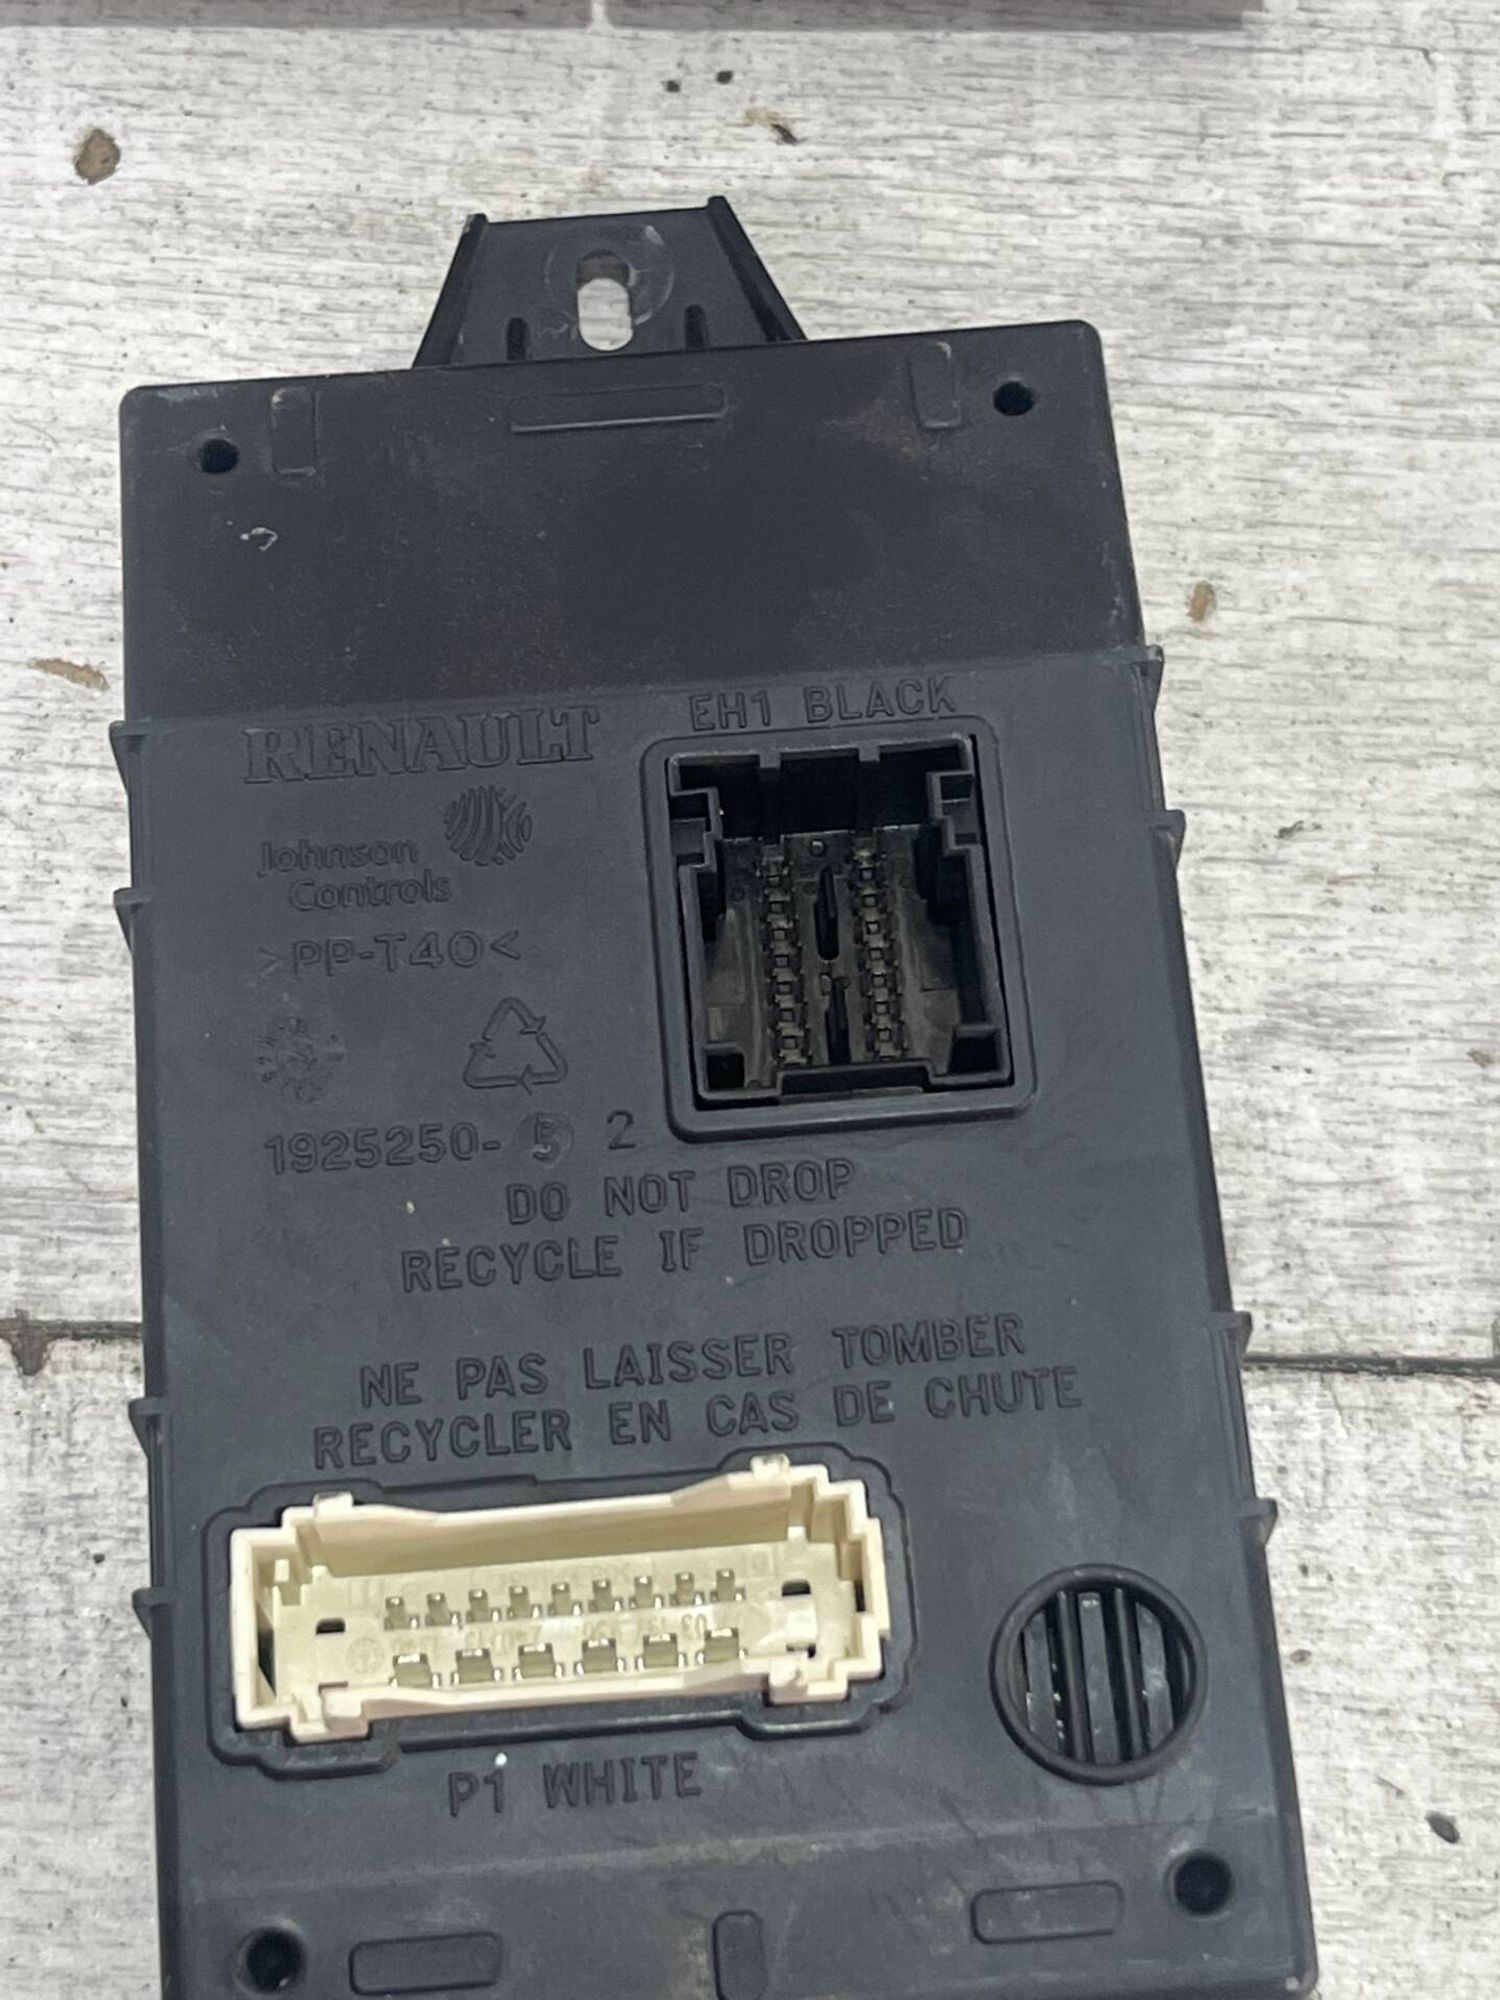 RENAULT
EH1 BLACK
Johnson
Controls
>PP-T40<
1925250- 5 2
DO NOT DROP
RECYCLE IF DROPPED
NE PAS LAISSER TOMBER
RECYCLER EN CAS DE CHUTE
P1 WHITE